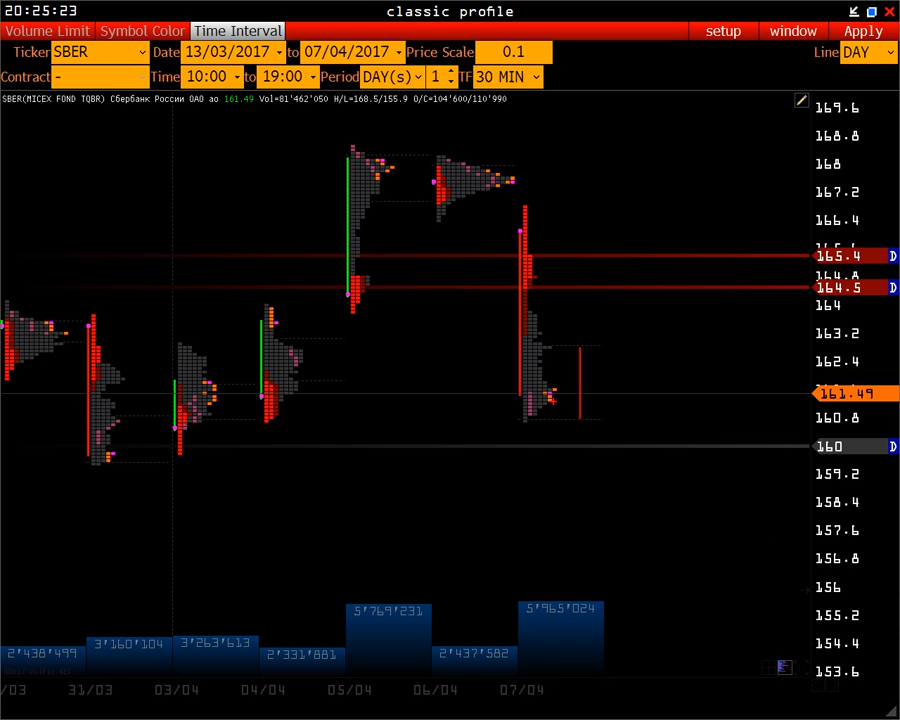 20:25:23 classic profile
Volume Limit Symbol Color Time Interval setup window Apply
Ticker SBER Date 13/03/2017 to 07/04/2017 Price Scale 0.1 Line DAY
Contract - Time 10:00 to 19:00 Period DAY(s) 1 TF 30 MIN
SBER(MICEX FOND TQBR) Сбербанк России ОАО ао 161.49 Vol=81'462'050 H/L=168.5/155.9 O/C=104'600/110'990
169.6
168.8
168
167.2
166.4
165.4 D
164.8
164.5 D
164
163.2
162.4
161.49
160.8
160 D
159.2
158.4
157.6
156.8
156
155.2
154.4
153.6
5'769'231 5'965'024
2'438'499 3'160'104 3'263'613 2'331'881 2'437'582
/03 31/03 03/04 04/04 05/04 06/04 07/04